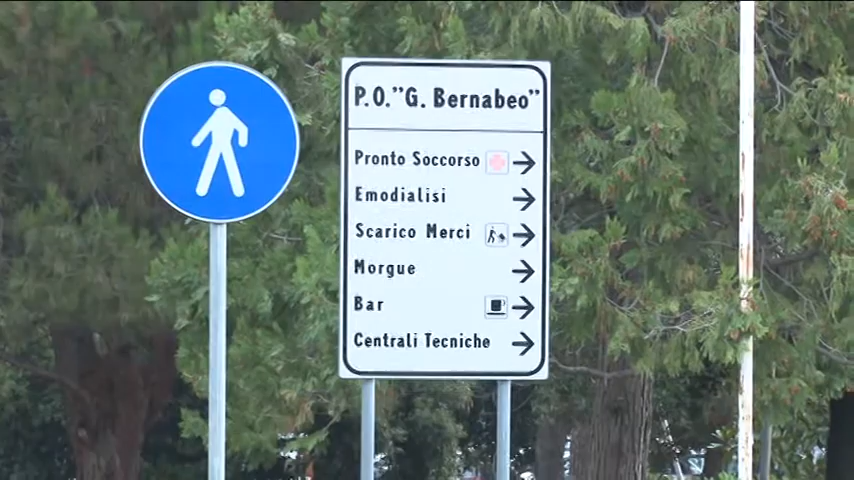 P.O."G. Bernabeo"
Pronto Soccorso
Emodialisi
Scarico Merci
Morgue
Bar
Centrali Tecniche